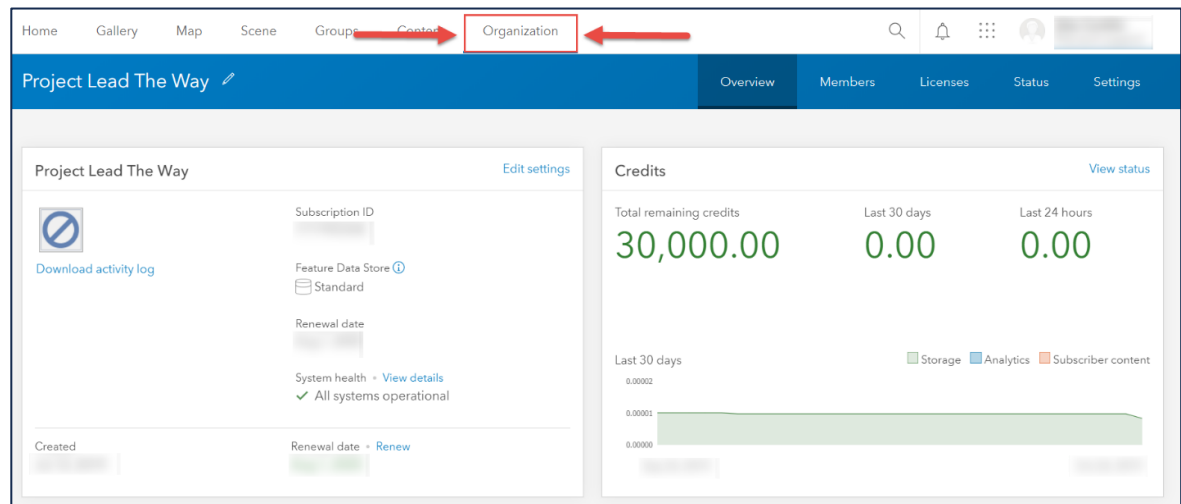 Home Gallery Map Scene Groups Content Organization
Project Lead The Way Overview Members Licenses Status Settings
Project Lead The Way Edit settings
Download activity log
Subscription ID
Feature Data Store
Standard
Renewal date
System health • View details
All systems operational
Created
Renewal date • Renew
Credits View status
Total remaining credits Last 30 days Last 24 hours
30,000.00 0.00 0.00
Last 30 days Storage Analytics Subscriber content
0.00002
0.00001
0.00000